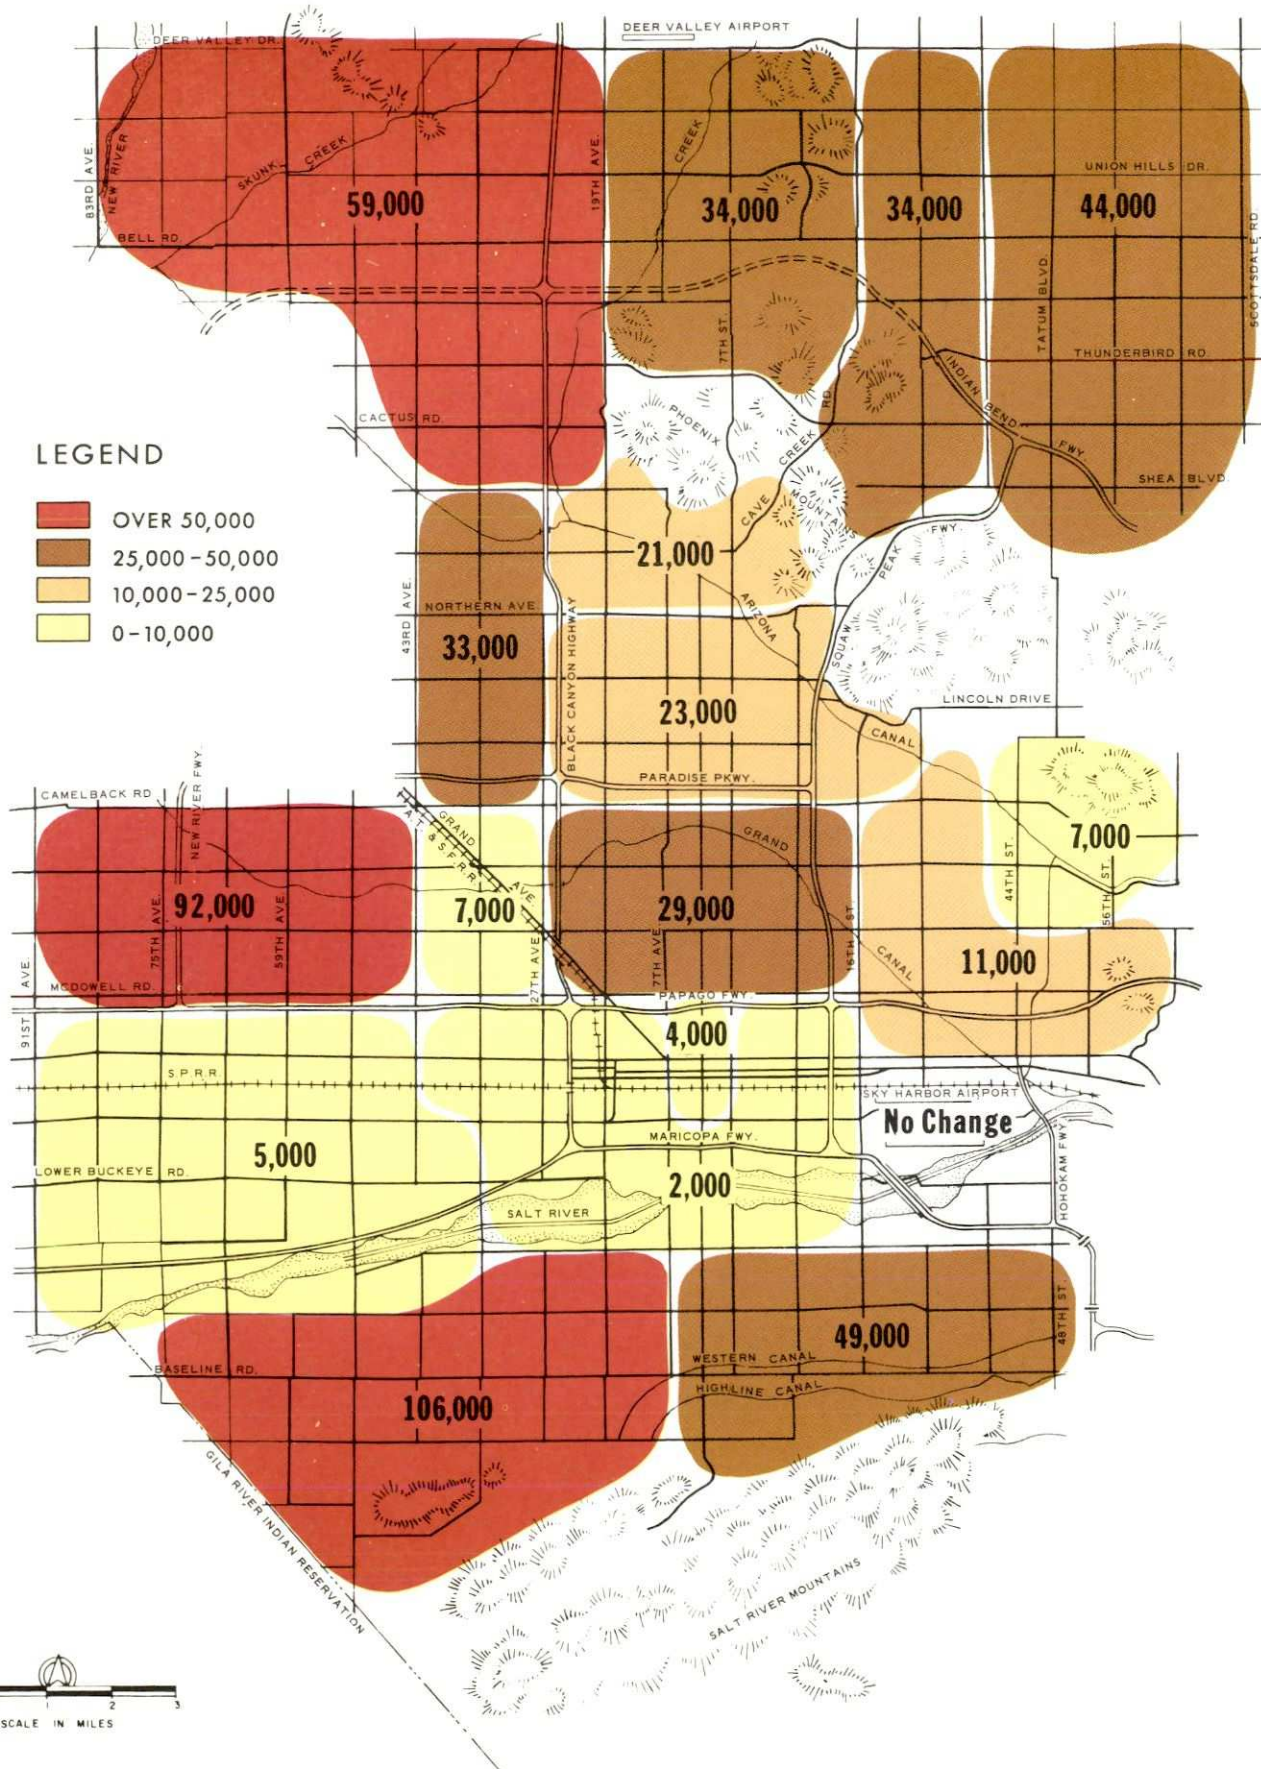 DEER VALLEY AIRPORT
DEER VALLEY DR.
83RD AVE.
NEW RIVER
SKUNK CREEK
19TH AVE.
CREEK
UNION HILLS DR.
59,000
34,000
34,000
44,000
BELL RD.
SCOTTSDALE RD.
TATUM BLVD.
7TH ST.
THUNDERBIRD RD.
INDIAN BEND FWY
CACTUS RD.
PHOENIX MOUNTAINS
CAVE CREEK RD.
SHEA BLVD.
LEGEND
OVER 50,000
25,000-50,000
10,000-25,000
0-10,000
21,000
SQUAW PEAK FWY.
43RD AVE.
NORTHERN AVE.
ARIZONA CANAL
33,000
BLACK CANYON HIGHWAY
23,000
LINCOLN DRIVE
PARADISE PKWY.
CAMELBACK RD
NEW RIVER FWY.
GRAND AVE.
A.T. & S.F.R.R.
GRAND CANAL
7,000
44TH ST.
56TH ST.
92,000
7,000
29,000
11,000
75TH AVE.
59TH AVE
27TH AVE.
7TH AVE.
16TH ST.
91ST AVE.
MCDOWELL RD.
PAPAGO FWY.
4,000
S.P.R.R.
SKY HARBOR AIRPORT
No Change
MARICOPA FWY.
HOHOKAM FWY.
5,000
LOWER BUCKEYE RD.
2,000
SALT RIVER
48TH ST.
49,000
WESTERN CANAL
BASELINE RD.
HIGHLINE CANAL
106,000
GILA RIVER INDIAN RESERVATION
SALT RIVER MOUNTAINS
1 2 3
SCALE IN MILES